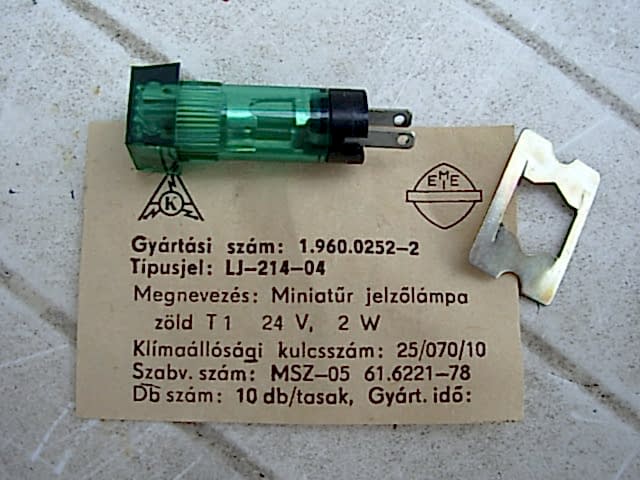 K
EMIE
Gyártási szám: 1.960.0252-2
Típusjel: LJ-214-04
Megnevezés: Miniatűr jelzőlámpa
zöld T1 24 V, 2 W
Klímaállósági kulcsszám: 25/070/10
Szabv. szám: MSZ-05 61.6221-78
Db szám: 10 db/tasak, Gyárt. idő: